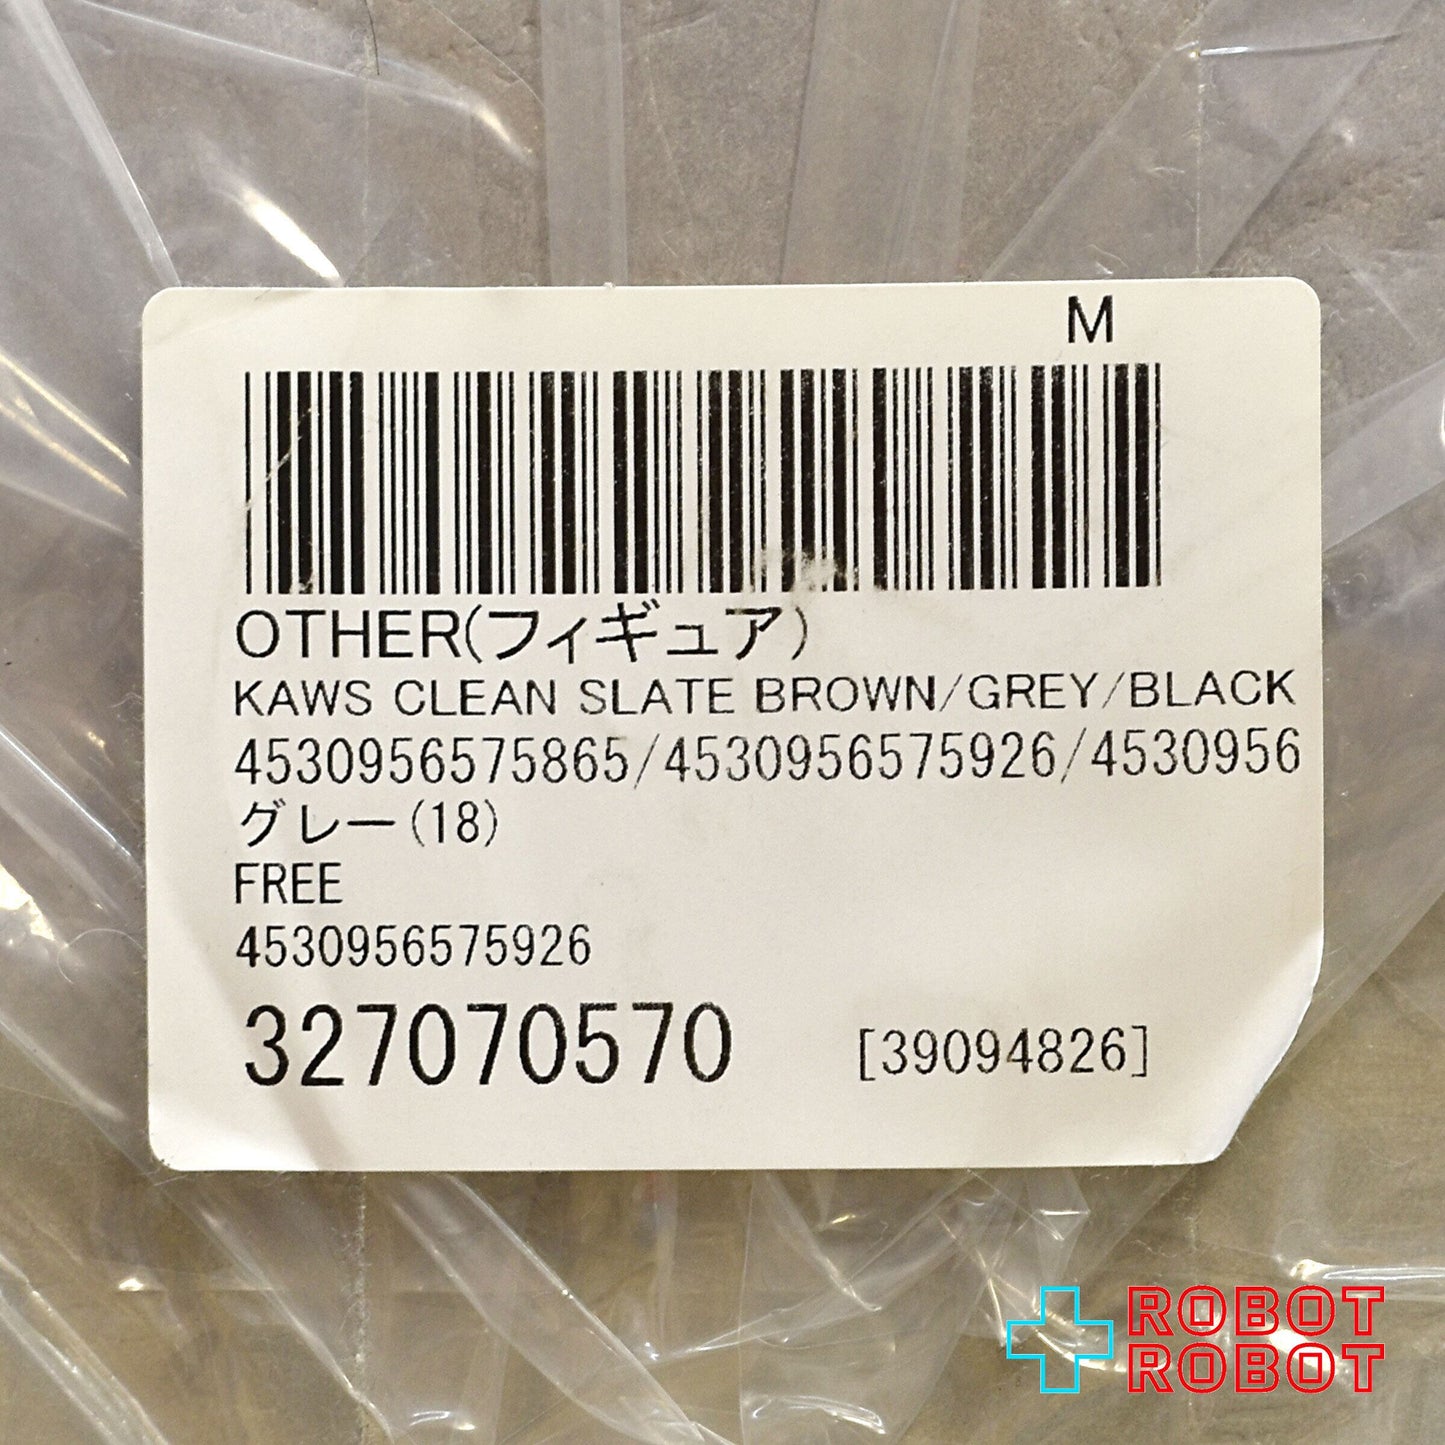 M
OTHER(フィギュア)
KAWS CLEAN SLATE BROWN/GREY/BLACK
4530956575865/4530956575926/4530956
グレー(18)
FREE
4530956575926
327070570 [39094826]
ROBOT
ROBOT